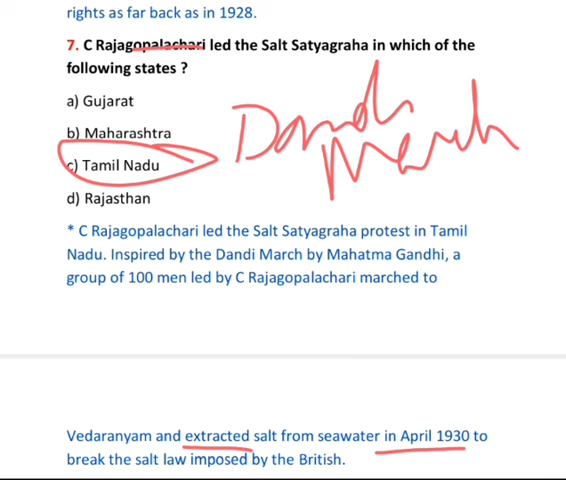 rights as far back as in 1928.
7. C Rajagopalachari led the Salt Satyagraha in which of the
following states ?
a) Gujarat
b) Maharashtra
c) Tamil Nadu
d) Rajasthan
Dandi
March
* C Rajagopalachari led the Salt Satyagraha protest in Tamil
Nadu. Inspired by the Dandi March by Mahatma Gandhi, a
group of 100 men led by C Rajagopalachari marched to
Vedaranyam and extracted salt from seawater in April 1930 to
break the salt law imposed by the British.